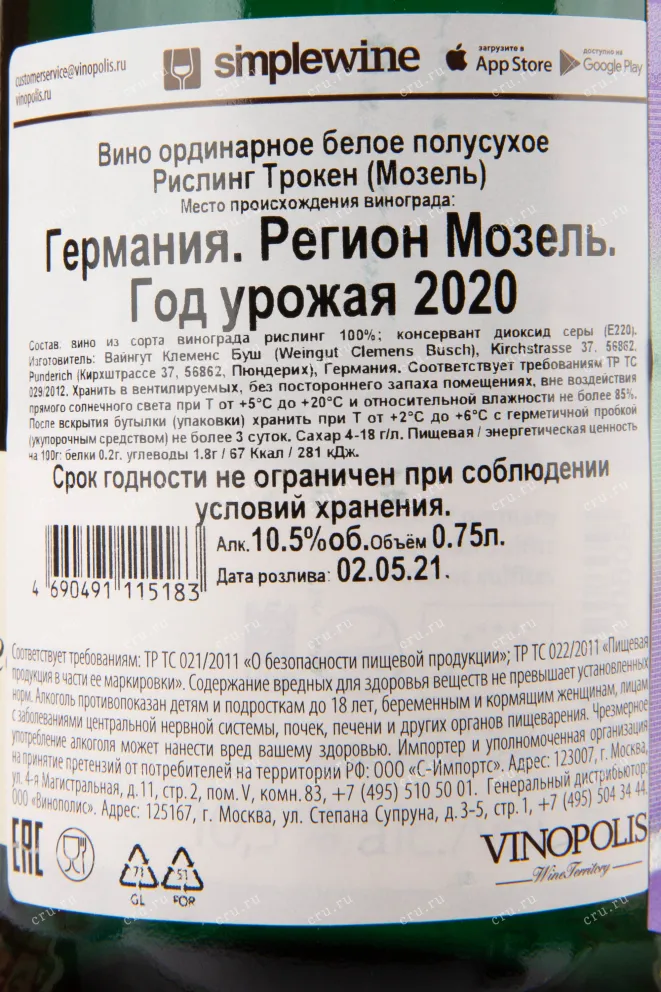 customerservice@vinopolis.ru
vinopolis.ru
simplewine
загрузите в
App Store
доступно на
Google Play
Вино ординарное белое полусухое
Рислинг Трокен (Мозель)
Место происхождения винограда:
Германия. Регион Мозель.
Год урожая 2020
Состав: вино из сорта винограда рислинг 100%; консервант диоксид серы (Е220).
Изготовитель: Вайнгут Клеменс Буш (Weingut Clemens Busch), Kirchstrasse 37, 56862,
Punderich (Кирхштрассе 37, 56862, Пюндерих), Германия. Соответствует требованиям ТР ТС
029/2012. Хранить в вентилируемых, без постороннего запаха помещениях, вне воздействия
прямого солнечного света при Т от +5°С до +20°С и относительной влажности не более 85%.
После вскрытия бутылки (упаковки) хранить при Т от +2°С до +6°С с герметичной пробкой
(укупорочным средством) не более 3 суток. Сахар 4-18 г/л. Пищевая / энергетическая ценность
на 100г: белки 0.2г, углеводы 1.8г / 67 Ккал / 281 кДж.
Срок годности не ограничен при соблюдении
условий хранения.
Алк. 10.5%об. Объём 0.75л.
Дата розлива: 02.05.21.
4 690491 115183
Соответствует требованиям: ТР ТС 021/2011 «О безопасности пищевой продукции»; ТР ТС 022/2011 «Пищевая
продукция в части ее маркировки». Содержание вредных для здоровья веществ не превышает установленных
норм. Алкоголь противопоказан детям и подросткам до 18 лет, беременным и кормящим женщинам, лицам
с заболеваниями центральной нервной системы, почек, печени и других органов пищеварения. Чрезмерное
употребление алкоголя может нанести вред вашему здоровью. Импортер и уполномоченная организация
на принятие претензий от потребителей на территории РФ: ООО «С-Импортс». Адрес: 123007, г. Москва,
ул. 4-я Магистральная, д.11, стр. 2, пом. V, комн. 83, +7 (495) 510 50 01. Генеральный дистрибьютор:
ООО «Винополис». Адрес: 125167, г. Москва, ул. Степана Супруна, д.3-5, стр. 1, +7 (495) 504 34 44.
EAC
71
GL
51
FOR
VINOPOLIS
Wine Territory
cru.ru